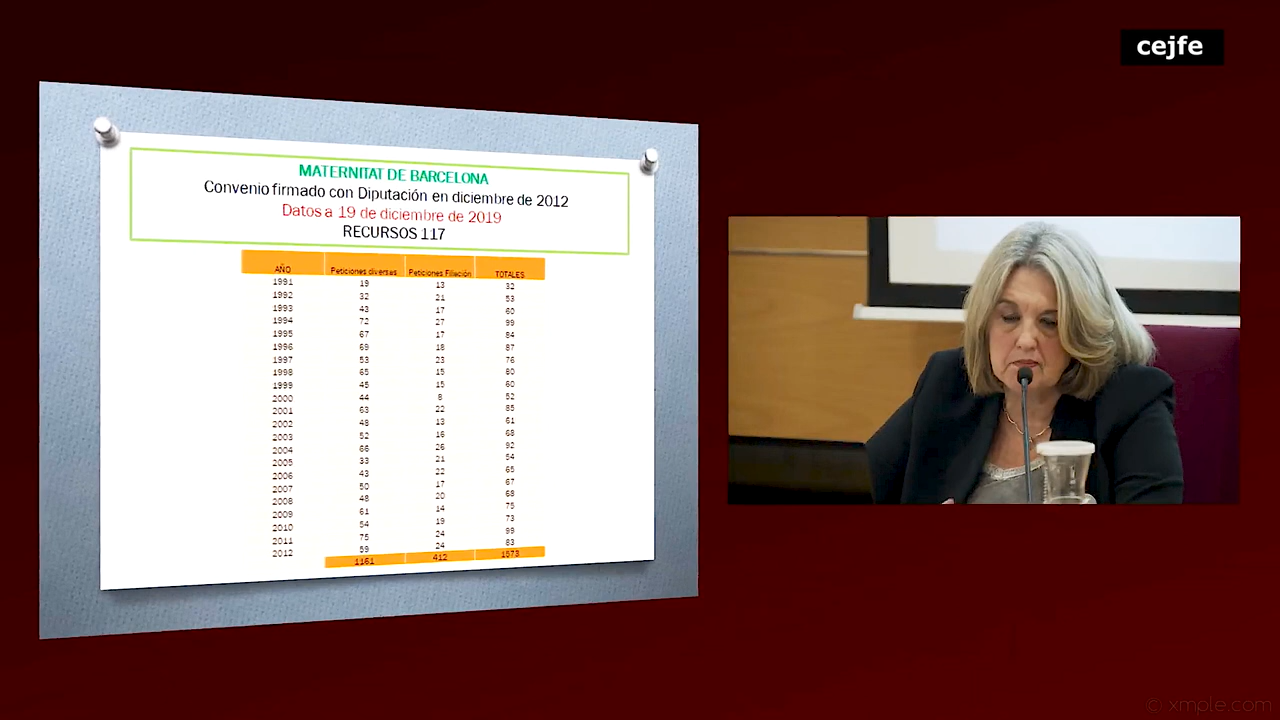 cejfe
MATERNITAT DE BARCELONA
Convenio firmado con Diputación en diciembre de 2012
Datos a 19 de diciembre de 2019
RECURSOS 117
AÑO Peticiones diversas Peticiones Filiación TOTALES
1991 19 13 32
1992 32 21 53
1993 43 17 60
1994 72 27 99
1995 67 17 84
1996 69 18 87
1997 53 23 76
1998 65 15 80
1999 45 15 60
2000 44 8 52
2001 63 22 85
2002 48 13 61
2003 52 16 68
2004 66 26 92
2005 33 21 54
2006 43 22 65
2007 50 17 67
2008 48 20 68
2009 61 14 75
2010 54 19 73
2011 75 24 99
2012 59 24 83
1161 412 1573
© xmple.com